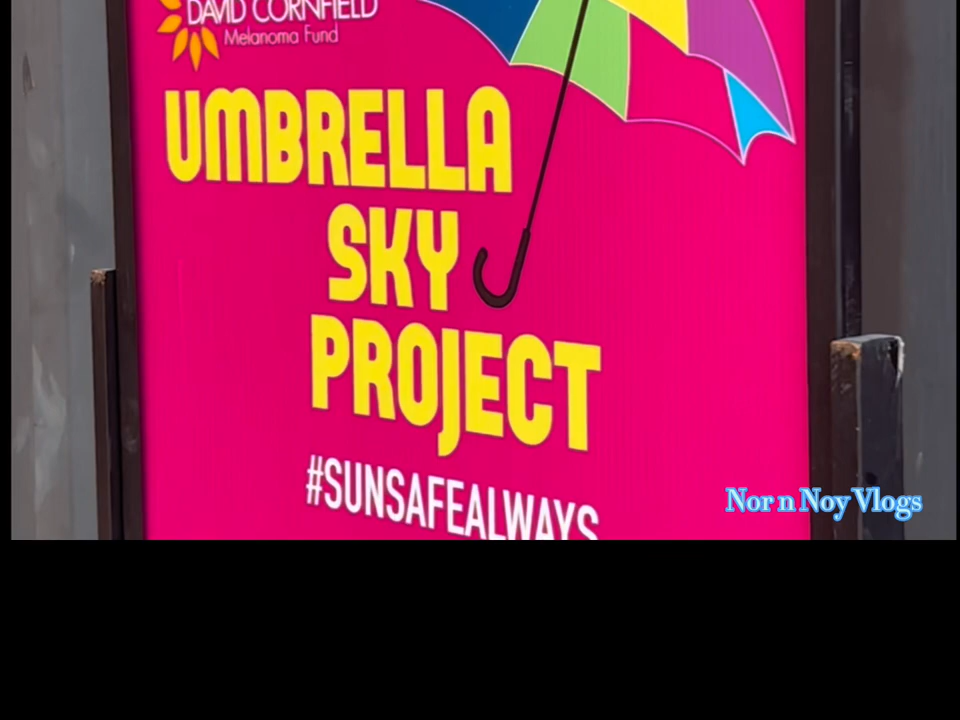 DAVID CORNFIELD
Melanoma Fund
UMBRELLA
SKY
PROJECT
#SUNSAFEALWAYS
Nor n Noy Vlogs